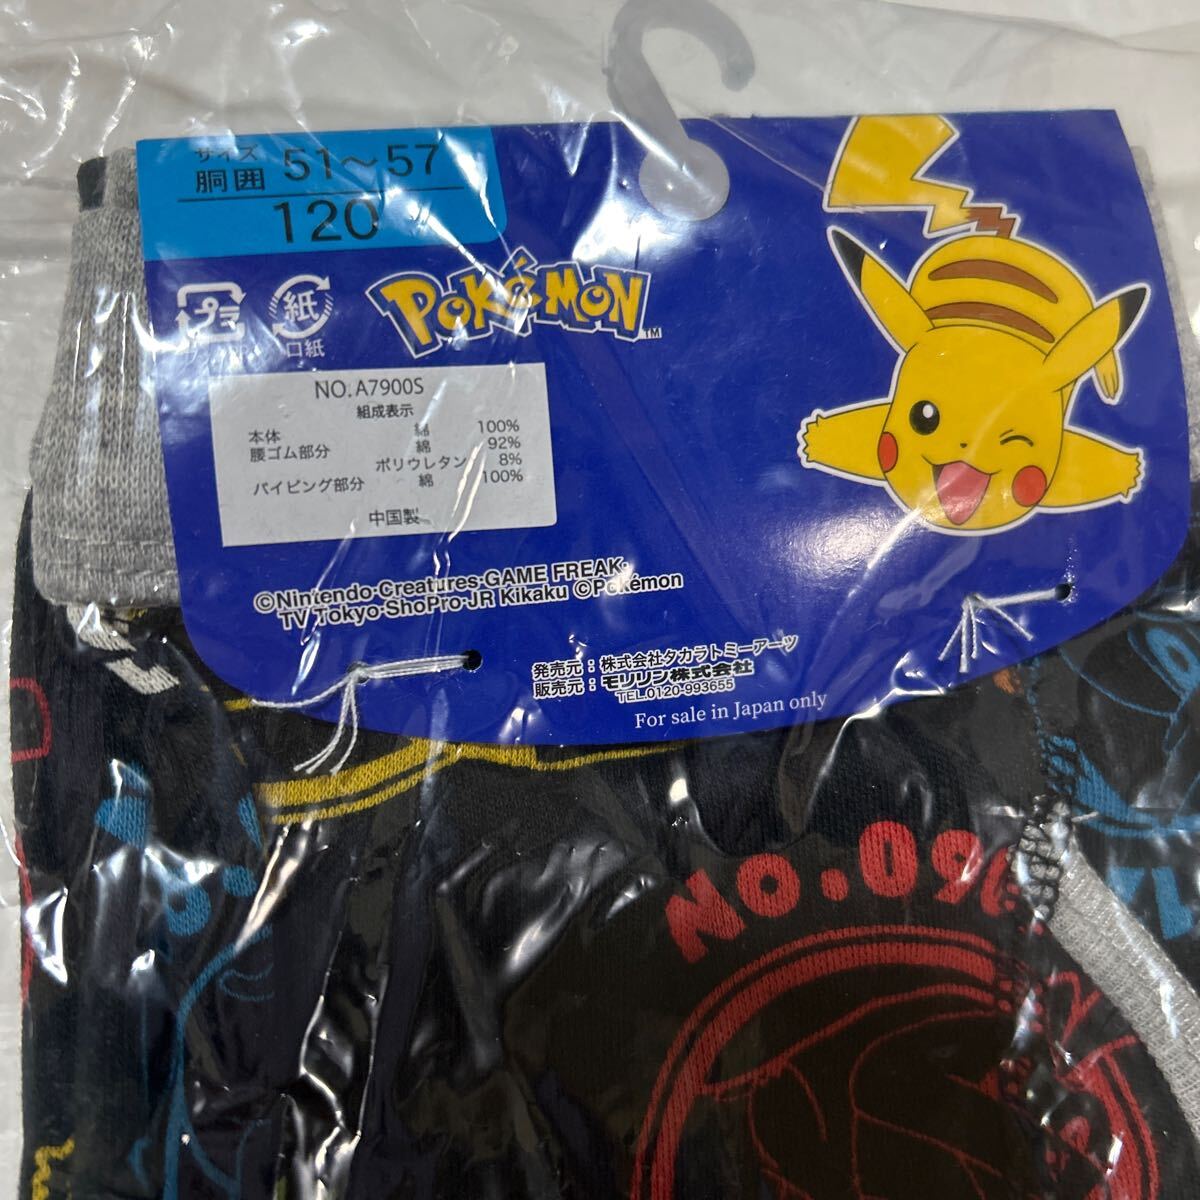 サイズ
胴囲 51～57
120
プラ
紙
口紙
POKéMON™
NO.A7900S
組成表示
本体 綿 100%
腰ゴム部分 綿 92%
ポリウレタン 8%
パイピング部分 綿 100%
中国製
©Nintendo·Creatures·GAME FREAK·
TV Tokyo·ShoPro·JR Kikaku ©Pokémon
発売元：株式会社タカラトミーアーツ
販売元：モリリン株式会社
TEL.0120-993655
For sale in Japan only